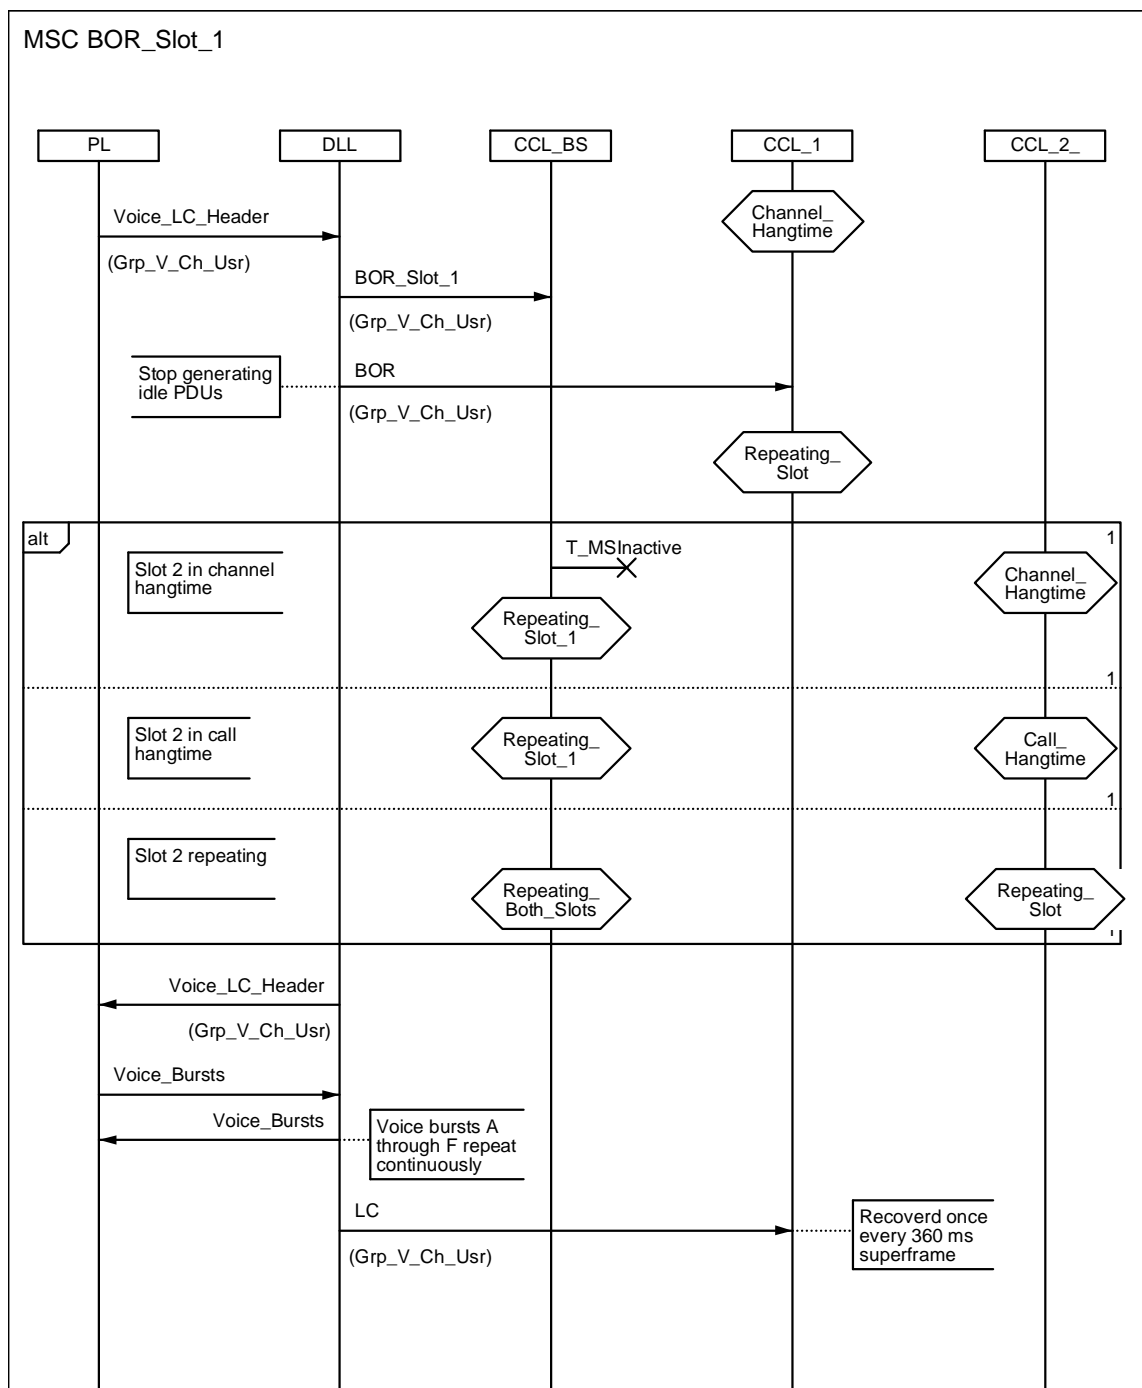 MSC BOR_Slot_1
PL
DLL
CCL_BS
CCL_1
CCL_2_
Channel_
Hangtime
Voice_LC_Header
(Grp_V_Ch_Usr)
BOR_Slot_1
(Grp_V_Ch_Usr)
Stop generating
idle PDUs
BOR
(Grp_V_Ch_Usr)
Repeating_
Slot
alt
1
T_MSInactive
Slot 2 in channel
hangtime
Channel_
Hangtime
Repeating_
Slot_1
1
Slot 2 in call
hangtime
Repeating_
Slot_1
Call_
Hangtime
1
Slot 2 repeating
Repeating_
Both_Slots
Repeating_
Slot
1
Voice_LC_Header
(Grp_V_Ch_Usr)
Voice_Bursts
Voice_Bursts
Voice bursts A
through F repeat
continuously
LC
(Grp_V_Ch_Usr)
Recoverd once
every 360 ms
superframe